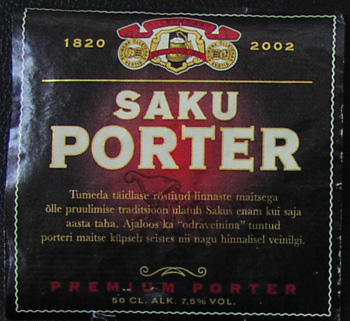 1820
2002
SAKU
PORTER
Tumeda täidlase röstitud linnaste maitsega
õlle pruulimise traditsioon ulatub Sakus enam kui saja
aasta taha. Ajaloos ka "odraveinina" tuntud
porteri maitse küpseb seistes nii nagu hinnalisel veinilgi.
PREMIUM PORTER
50 CL. ALK. 7,5% VOL.